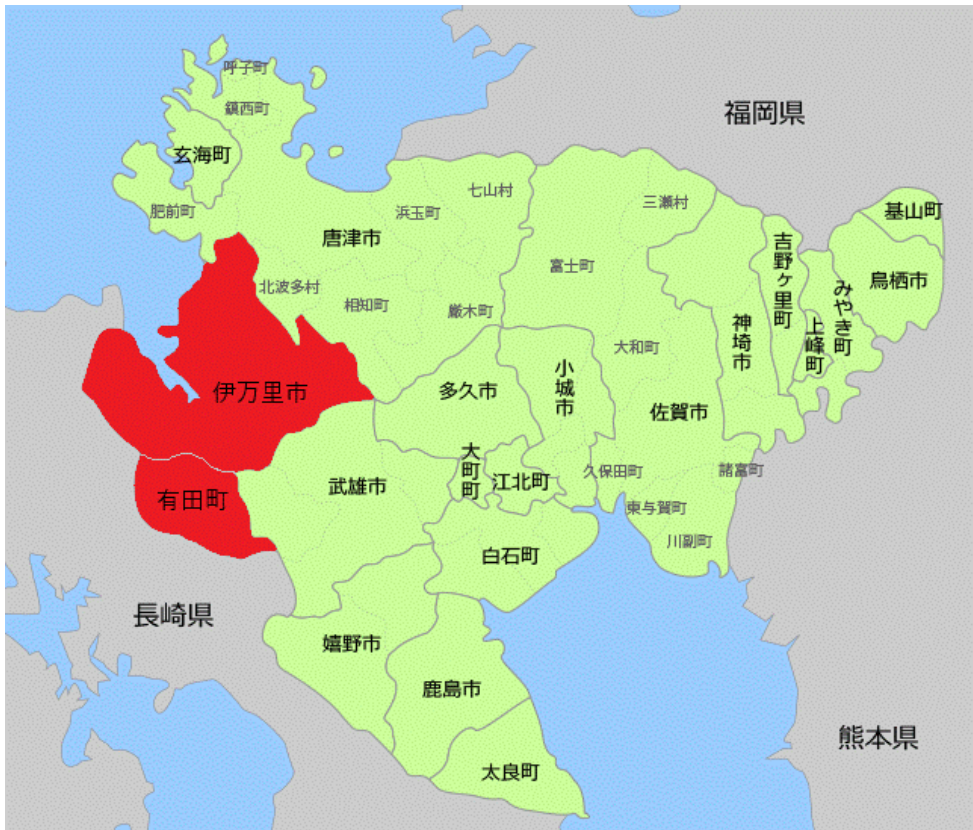 呼子町
鎮西町
福岡県
玄海町
七山村
三瀬村
肥前町
浜玉町
基山町
唐津市
吉野ヶ里町
富士町
鳥栖市
北波多村
相知町
厳木町
みやき町
神埼市
上峰町
大和町
小城市
伊万里市
多久市
佐賀市
大町町
久保田町
諸富町
有田町
武雄市
江北町
東与賀町
川副町
白石町
長崎県
嬉野市
鹿島市
熊本県
太良町